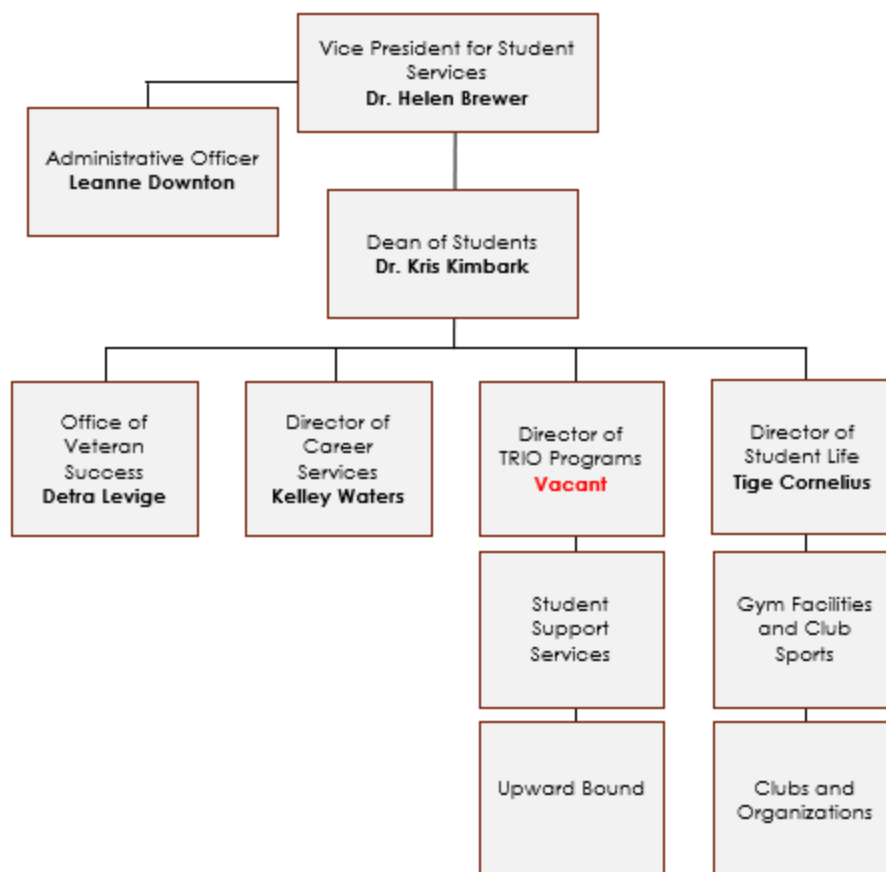 Vice President for Student
Services
Dr. Helen Brewer
Administrative Officer
Leanne Downton
Dean of Students
Dr. Kris Kimbark
Office of
Veteran
Success
Detra Levige
Director of
Career
Services
Kelley Waters
Director of
TRIO Programs
Vacant
Director of
Student Life
Tige Cornelius
Student
Support
Services
Gym Facilities
and Club
Sports
Upward Bound
Clubs and
Organizations